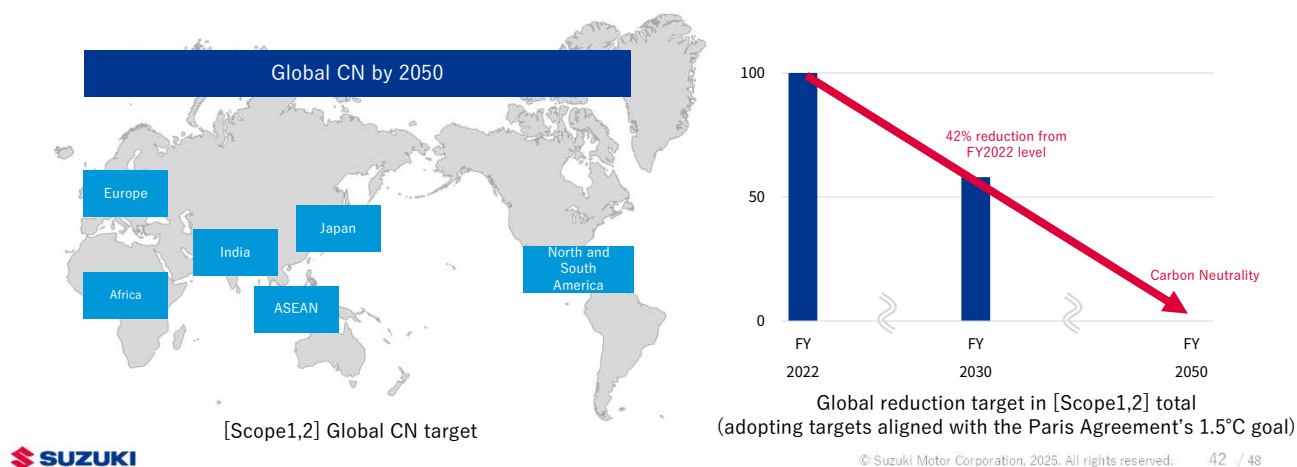 Global CN by 2050
Europe
Japan
India
North and
South
America
Africa
ASEAN
[Scope1,2] Global CN target
100
50
0
42% reduction from
FY2022 level
Carbon Neutrality
FY
2022
FY
2030
FY
2050
Global reduction target in [Scope1,2] total
(adopting targets aligned with the Paris Agreement's 1.5°C goal)
SUZUKI
© Suzuki Motor Corporation, 2025. All rights reserved.
42 / 48